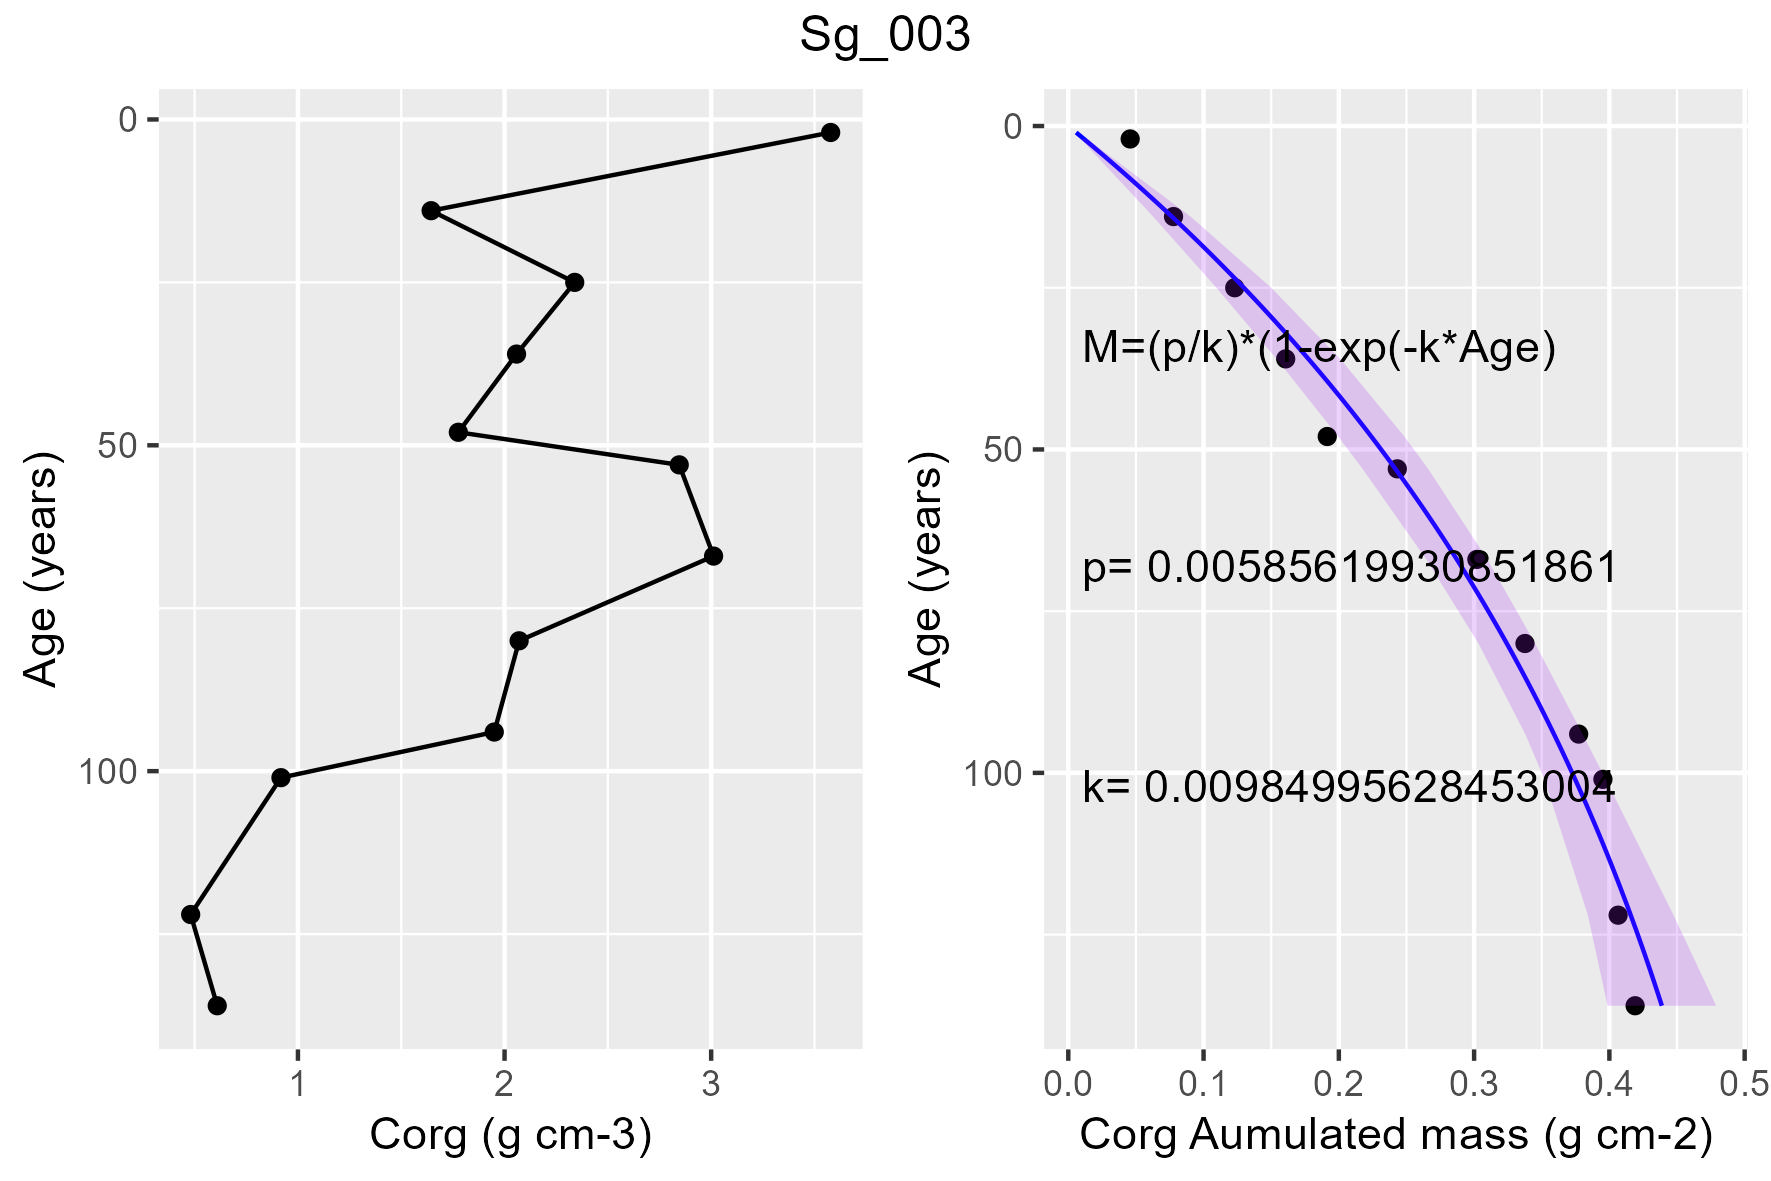 Sg_003
0
50
100
Age (years)
1 2 3
Corg (g cm-3)
0
50
100
Age (years)
M=(p/k)*(1-exp(-k*Age)
p= 0.00585619930851861
k= 0.00984995628453004
0.0 0.1 0.2 0.3 0.4 0.5
Corg Aumulated mass (g cm-2)